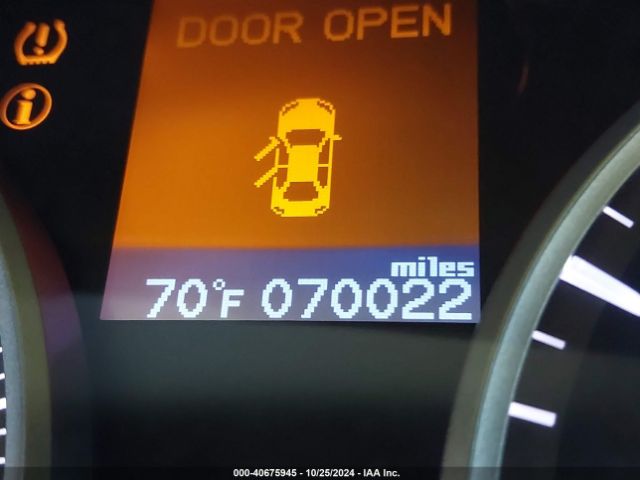 DOOR OPEN
miles
70°F 070022
000-40675945 - 10/25/2024 - IAA Inc.